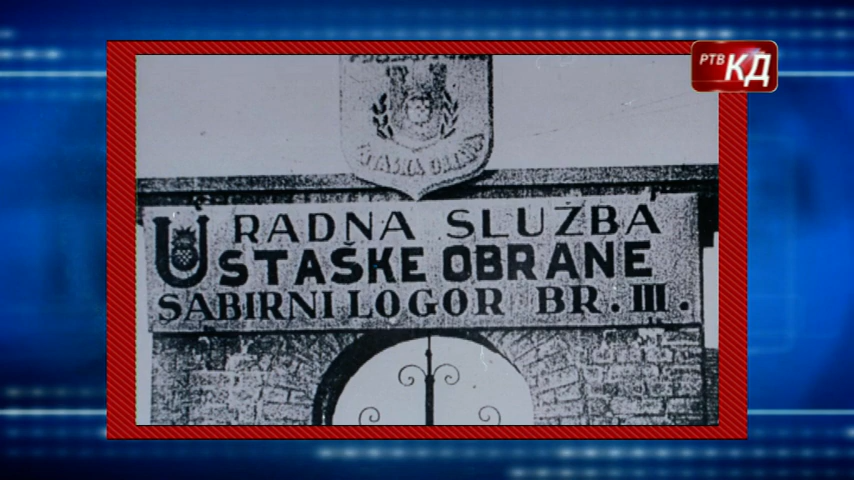 РТВ КД
RADNA SLUŽBA
USTAŠKE OBRANE
SABIRNI LOGOR BR. III.